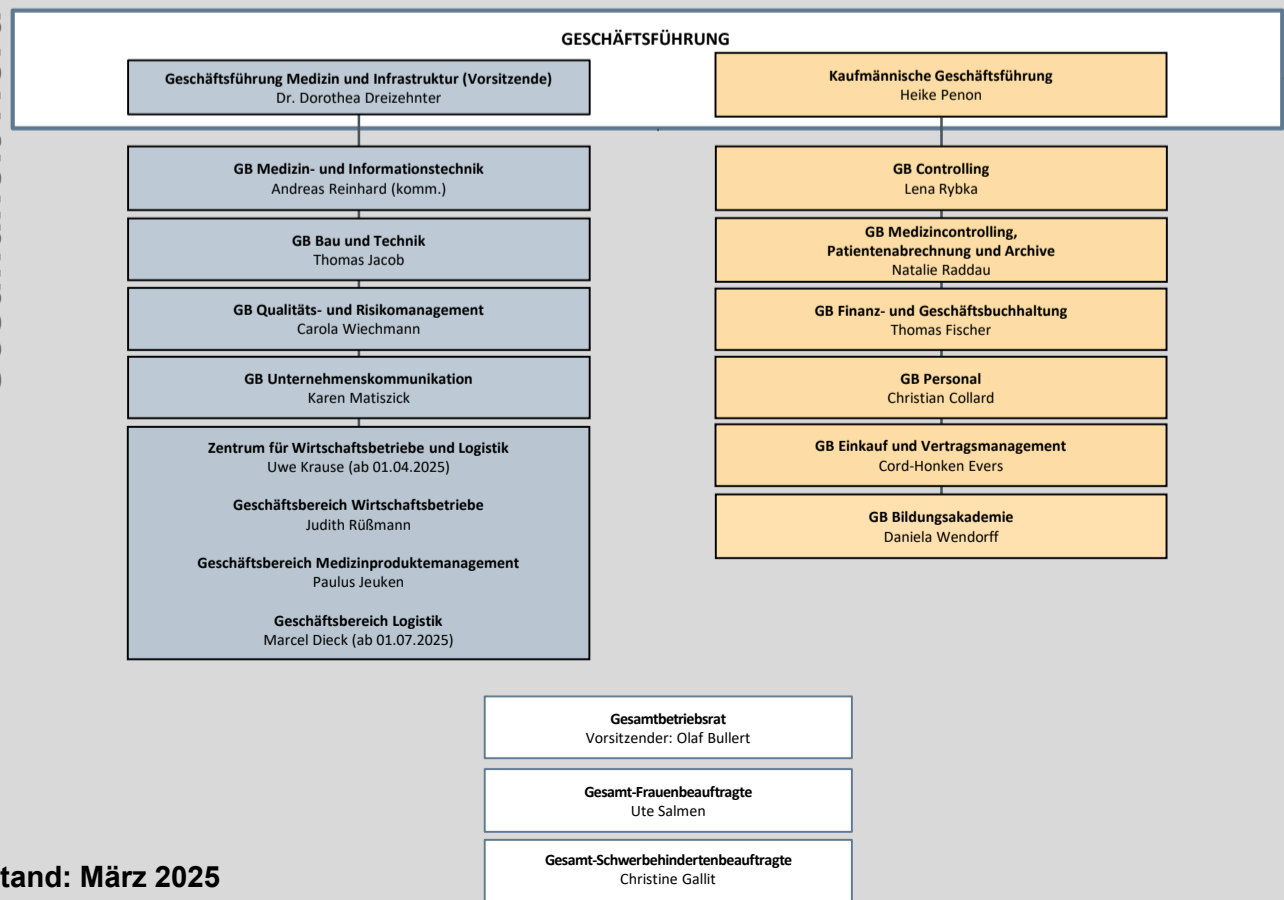 GESCHÄFTSFÜHRUNG
Geschäftsführung Medizin und Infrastruktur (Vorsitzende)
Dr. Dorothea Dreizehnter
GB Medizin- und Informationstechnik
Andreas Reinhard (komm.)
GB Bau und Technik
Thomas Jacob
GB Qualitäts- und Risikomanagement
Carola Wiechmann
GB Unternehmenskommunikation
Karen Matiszick
Zentrum für Wirtschaftsbetriebe und Logistik
Uwe Krause (ab 01.04.2025)
Geschäftsbereich Wirtschaftsbetriebe
Judith Rüßmann
Geschäftsbereich Medizinproduktemanagement
Paulus Jeuken
Geschäftsbereich Logistik
Marcel Dieck (ab 01.07.2025)
Kaufmännische Geschäftsführung
Heike Penon
GB Controlling
Lena Rybka
GB Medizincontrolling,
Patientenabrechnung und Archive
Natalie Raddau
GB Finanz- und Geschäftsbuchhaltung
Thomas Fischer
GB Personal
Christian Collard
GB Einkauf und Vertragsmanagement
Cord-Honken Evers
GB Bildungsakademie
Daniela Wendorff
Gesamtbetriebsrat
Vorsitzender: Olaf Bullert
Gesamt-Frauenbeauftragte
Ute Salmen
Gesamt-Schwerbehindertenbeauftragte
Christine Gallit
tand: März 2025